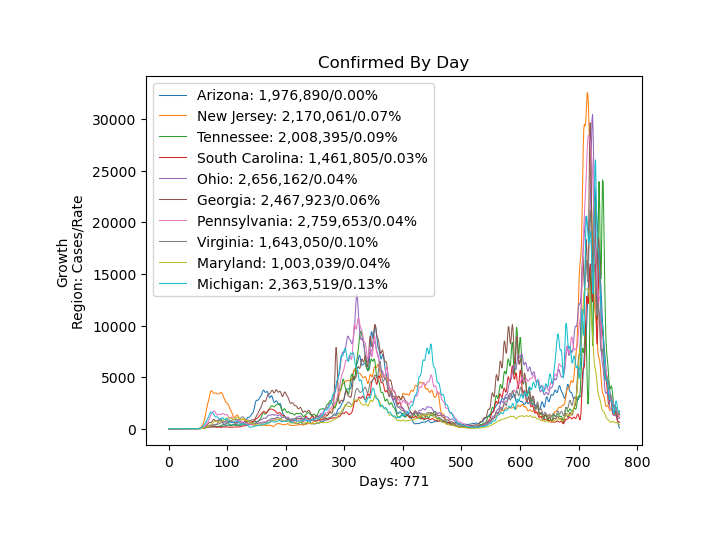 Confirmed By Day
Arizona: 1,976,890/0.00%
New Jersey: 2,170,061/0.07%
Tennessee: 2,008,395/0.09%
South Carolina: 1,461,805/0.03%
Ohio: 2,656,162/0.04%
Georgia: 2,467,923/0.06%
Pennsylvania: 2,759,653/0.04%
Virginia: 1,643,050/0.10%
Maryland: 1,003,039/0.04%
Michigan: 2,363,519/0.13%
Growth
Region: Cases/Rate
30000
25000
20000
15000
10000
5000
0
0 100 200 300 400 500 600 700 800
Days: 771